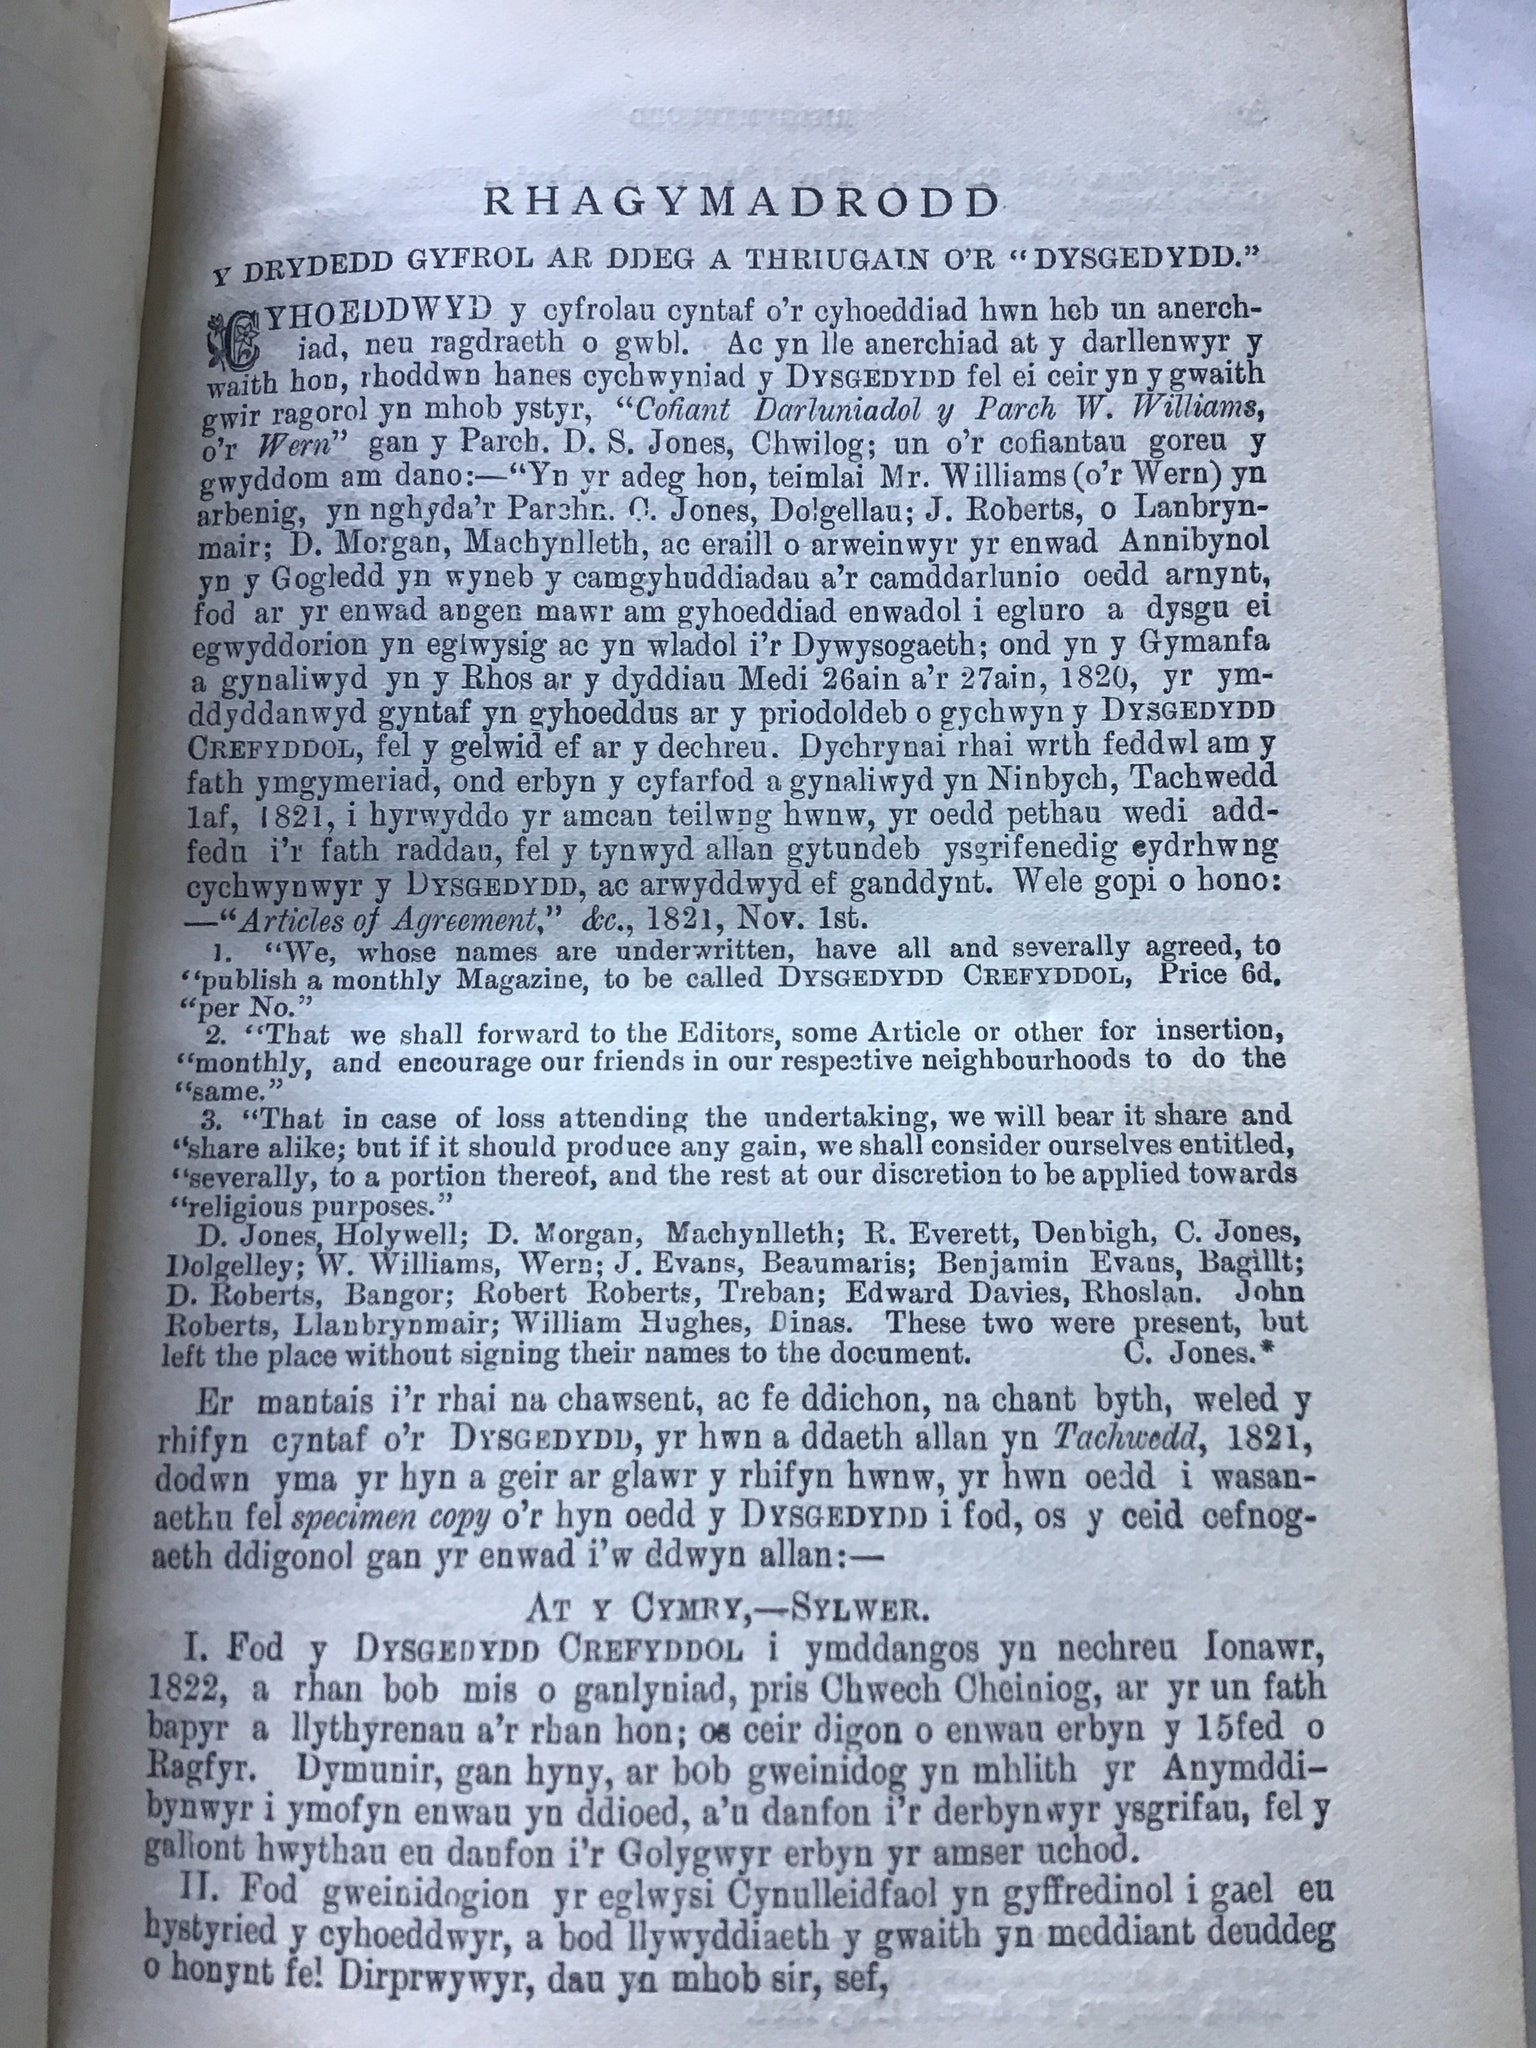 RHAGYMADRODD
Y DRYDEDD GYFROL AR DDEG A THRIUGAIN O'R “DYSGEDYDD.”
CYHOEDDWYD y cyfrolau cyntaf o'r cyhoeddiad hwn heb un anerch-
iad, neu ragdraeth o gwbl. Ac yn lle anerchiad at y darllenwyr y
waith hon, rhoddwn hanes cychwyniad y DYSGEDYDD fel ei ceir yn y gwaith
gwir ragorol yn mhob ystyr, “Cofiant Darluniadol y Parch W. Williams,
o'r Wern” gan y Parch. D. S. Jones, Chwilog; un o'r cofiantau goreu y
gwyddom am dano:—“Yn yr adeg hon, teimlai Mr. Williams (o'r Wern) yn
arbenig, yn nghyda'r Parchn. C. Jones, Dolgellau; J. Roberts, o Lanbryn-
mair; D. Morgan, Machynlleth, ac eraill o arweinwyr yr enwad Annibynol
yn y Gogledd yn wyneb y camgyhuddiadau a'r camddarlunio oedd arnynt,
fod ar yr enwad angen mawr am gyhoeddiad enwadol i egluro a dysgu ei
egwyddorion yn eglwysig ac yn wladol i'r Dywysogaeth; ond yn y Gymanfa
a gynaliwyd yn y Rhos ar y dyddiau Medi 26ain a'r 27ain, 1820, yr ym-
ddyddanwyd gyntaf yn gyhoeddus ar y priodoldeb o gychwyn y DYSGEDYDD
CREFYDDOL, fel y gelwid ef ar y dechreu. Dychrynai rhai wrth feddwl am y
fath ymgymeriad, ond erbyn y cyfarfod a gynaliwyd yn Ninbych, Tachwedd
1af, 1821, i hyrwyddo yr amcan teilwng hwnw, yr oedd pethau wedi add-
fedu i'r fath raddau, fel y tynwyd allan gytundeb ysgrifenedig cydrhwng
cychwynwyr y DYSGEDYDD, ac arwyddwyd ef ganddynt. Wele gopi o hono:
—“Articles of Agreement,” &c., 1821, Nov. 1st.
1. “We, whose names are underwritten, have all and severally agreed, to
“publish a monthly Magazine, to be called DYSGEDYDD CREFYDDOL, Price 6d.
“per No.”
2. “That we shall forward to the Editors, some Article or other for insertion,
“monthly, and encourage our friends in our respective neighbourhoods to do the
“same.”
3. “That in case of loss attending the undertaking, we will bear it share and
“share alike; but if it should produce any gain, we shall consider ourselves entitled,
“severally, to a portion thereof, and the rest at our discretion to be applied towards
“religious purposes.”
D. Jones, Holywell; D. Morgan, Machynlleth; R. Everett, Denbigh, C. Jones,
Dolgelley; W. Williams, Wern; J. Evans, Beaumaris; Benjamin Evans, Bagillt;
D. Roberts, Bangor; Robert Roberts, Treban; Edward Davies, Rhoslan. John
Roberts, Llanbrynmair; William Hughes, Dinas. These two were present, but
left the place without signing their names to the document. C. Jones.*
Er mantais i'r rhai na chawsent, ac fe ddichon, na chant byth, weled y
rhifyn cyntaf o'r DYSGEDYDD, yr hwn a ddaeth allan yn Tachwedd, 1821,
dodwn yma yr hyn a geir ar glawr y rhifyn hwnw, yr hwn oedd i wasan-
aethu fel specimen copy o'r hyn oedd y DYSGEDYDD i fod, os y ceid cefnog-
aeth ddigonol gan yr enwad i'w ddwyn allan:—
AT Y CYMRY,—SYLWER.
I. Fod y DYSGEDYDD CREFYDDOL i ymddangos yn nechreu Ionawr,
1822, a rhan bob mis o ganlyniad, pris Chwech Cheiniog, ar yr un fath
bapyr a llythyrenau a'r rhan hon; os ceir digon o enwau erbyn y 15fed o
Ragfyr. Dymunir, gan hyny, ar bob gweinidog yn mhlith yr Anymddi-
bynwyr i ymofyn enwau yn ddioed, a'u danfon i'r derbynwyr ysgrifau, fel y
gallont hwythau eu danfon i'r Golygwyr erbyn yr amser uchod.
II. Fod gweinidogion yr eglwysi Cynulleidfaol yn gyffredinol i gael eu
hystyried y cyhoeddwyr, a bod llywyddiaeth y gwaith yn meddiant deuddeg
o honynt fel Dirprwywyr, dau yn mhob sir, sef,